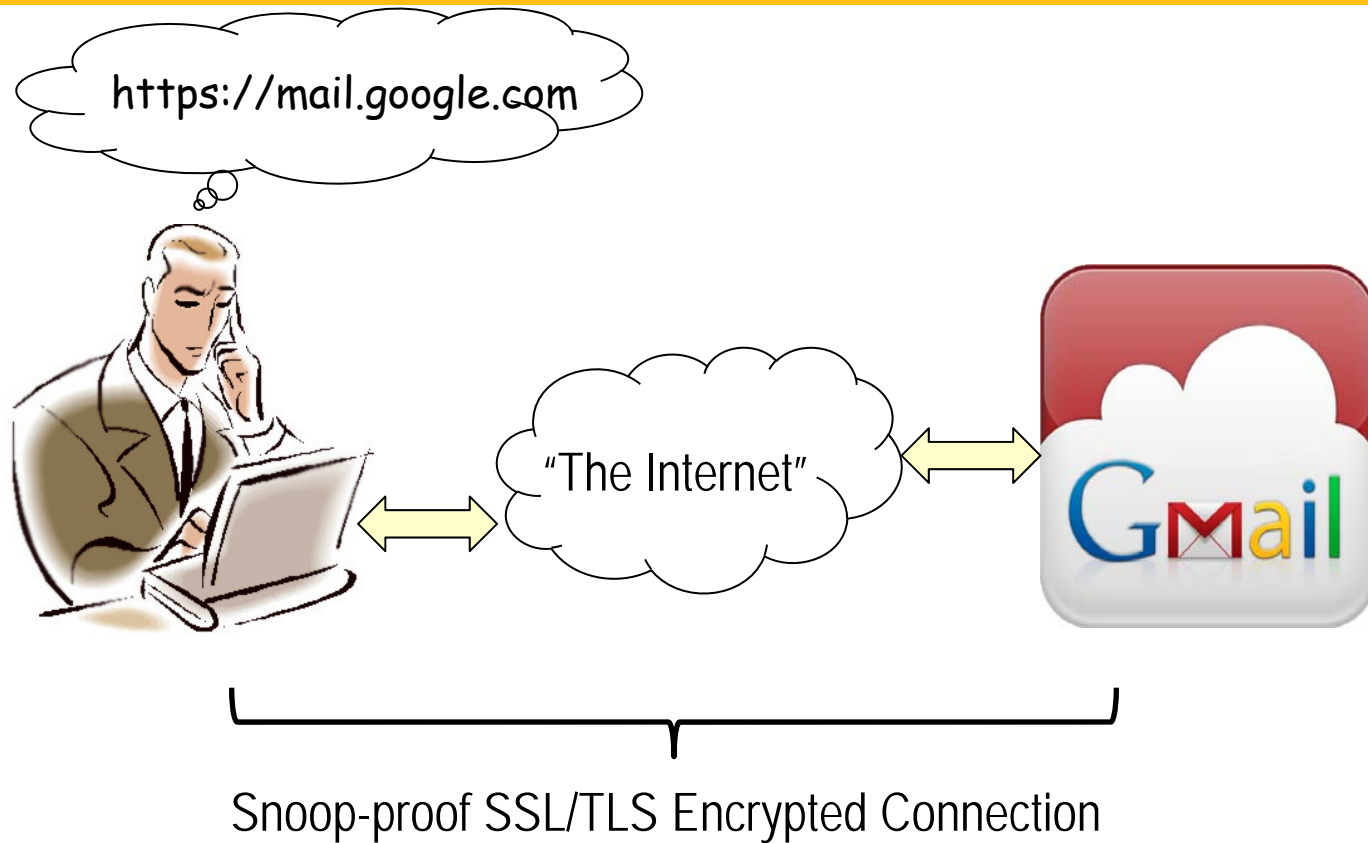 https://mail.google.com
“The Internet”
Gmail
Snoop-proof SSL/TLS Encrypted Connection